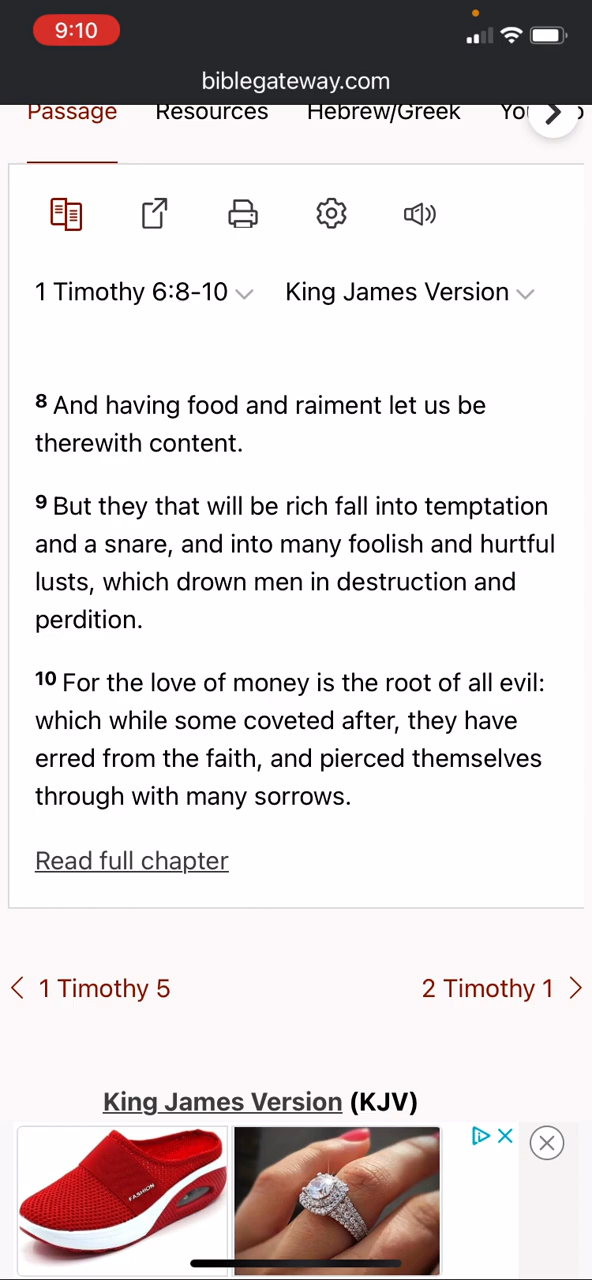 9:10
biblegateway.com
Passage Resources Hebrew/Greek
1 Timothy 6:8-10 King James Version
8 And having food and raiment let us be
therewith content.
9 But they that will be rich fall into temptation
and a snare, and into many foolish and hurtful
lusts, which drown men in destruction and
perdition.
10 For the love of money is the root of all evil:
which while some coveted after, they have
erred from the faith, and pierced themselves
through with many sorrows.
Read full chapter
1 Timothy 5 2 Timothy 1
King James Version (KJV)
FASHION